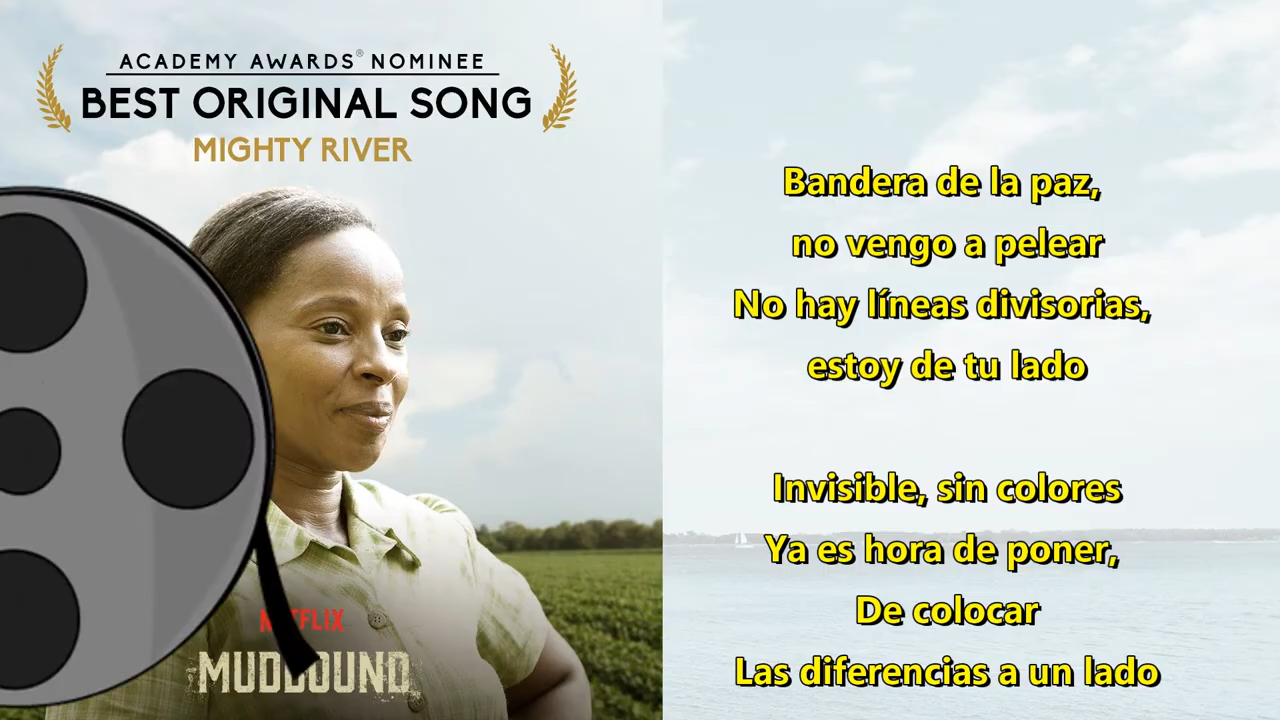 ACADEMY AWARDS® NOMINEE
BEST ORIGINAL SONG
MIGHTY RIVER
NETFLIX
MUDBOUND
Bandera de la paz,
no vengo a pelear
No hay líneas divisorias,
estoy de tu lado
Invisible, sin colores
Ya es hora de poner,
De colocar
Las diferencias a un lado